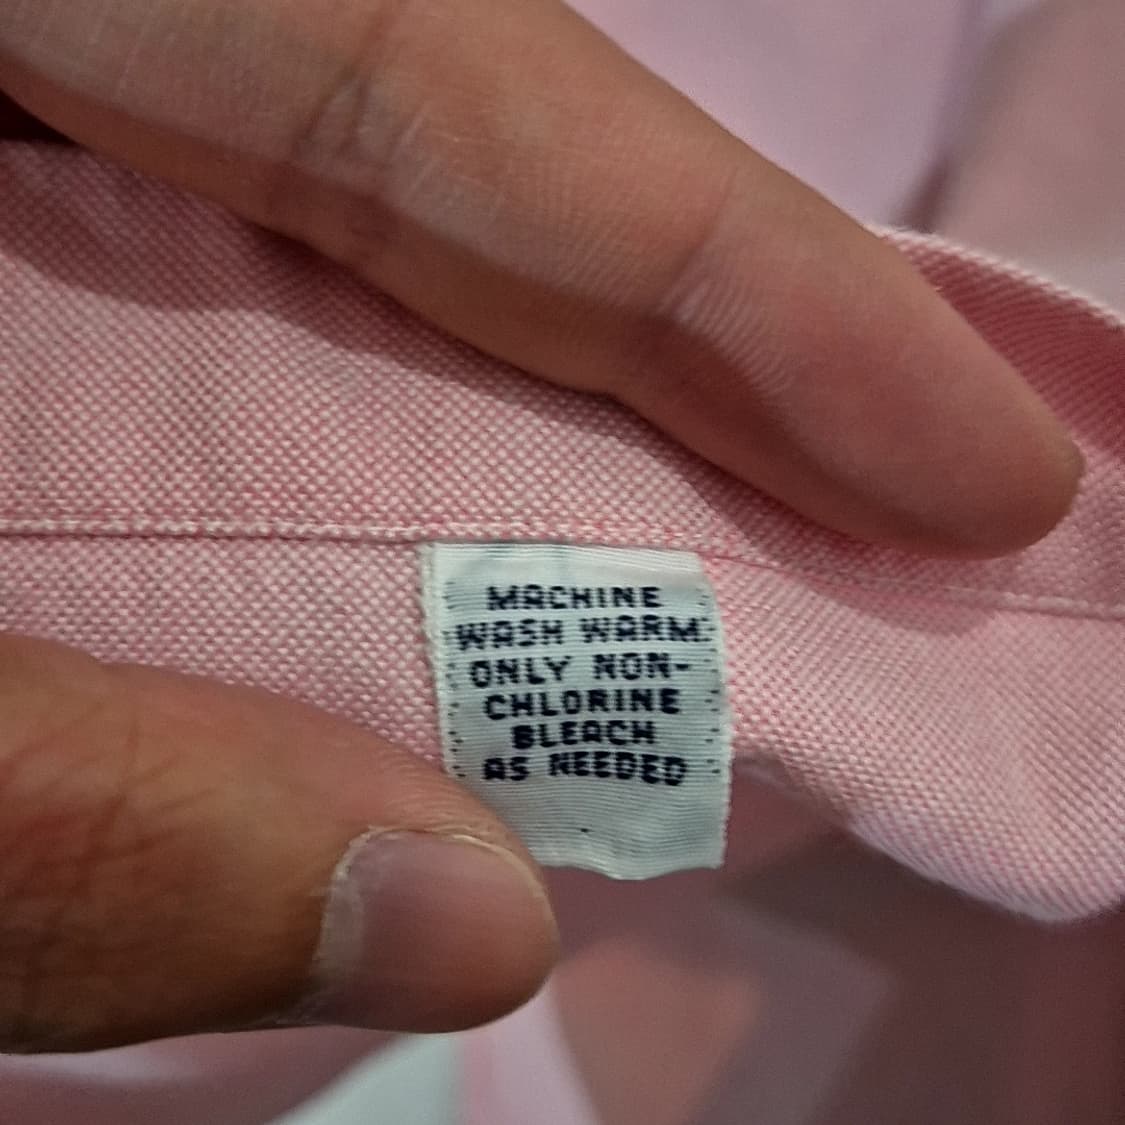 MACHINE
WASH WARM
ONLY NON-
CHLORINE
BLEACH
AS NEEDED